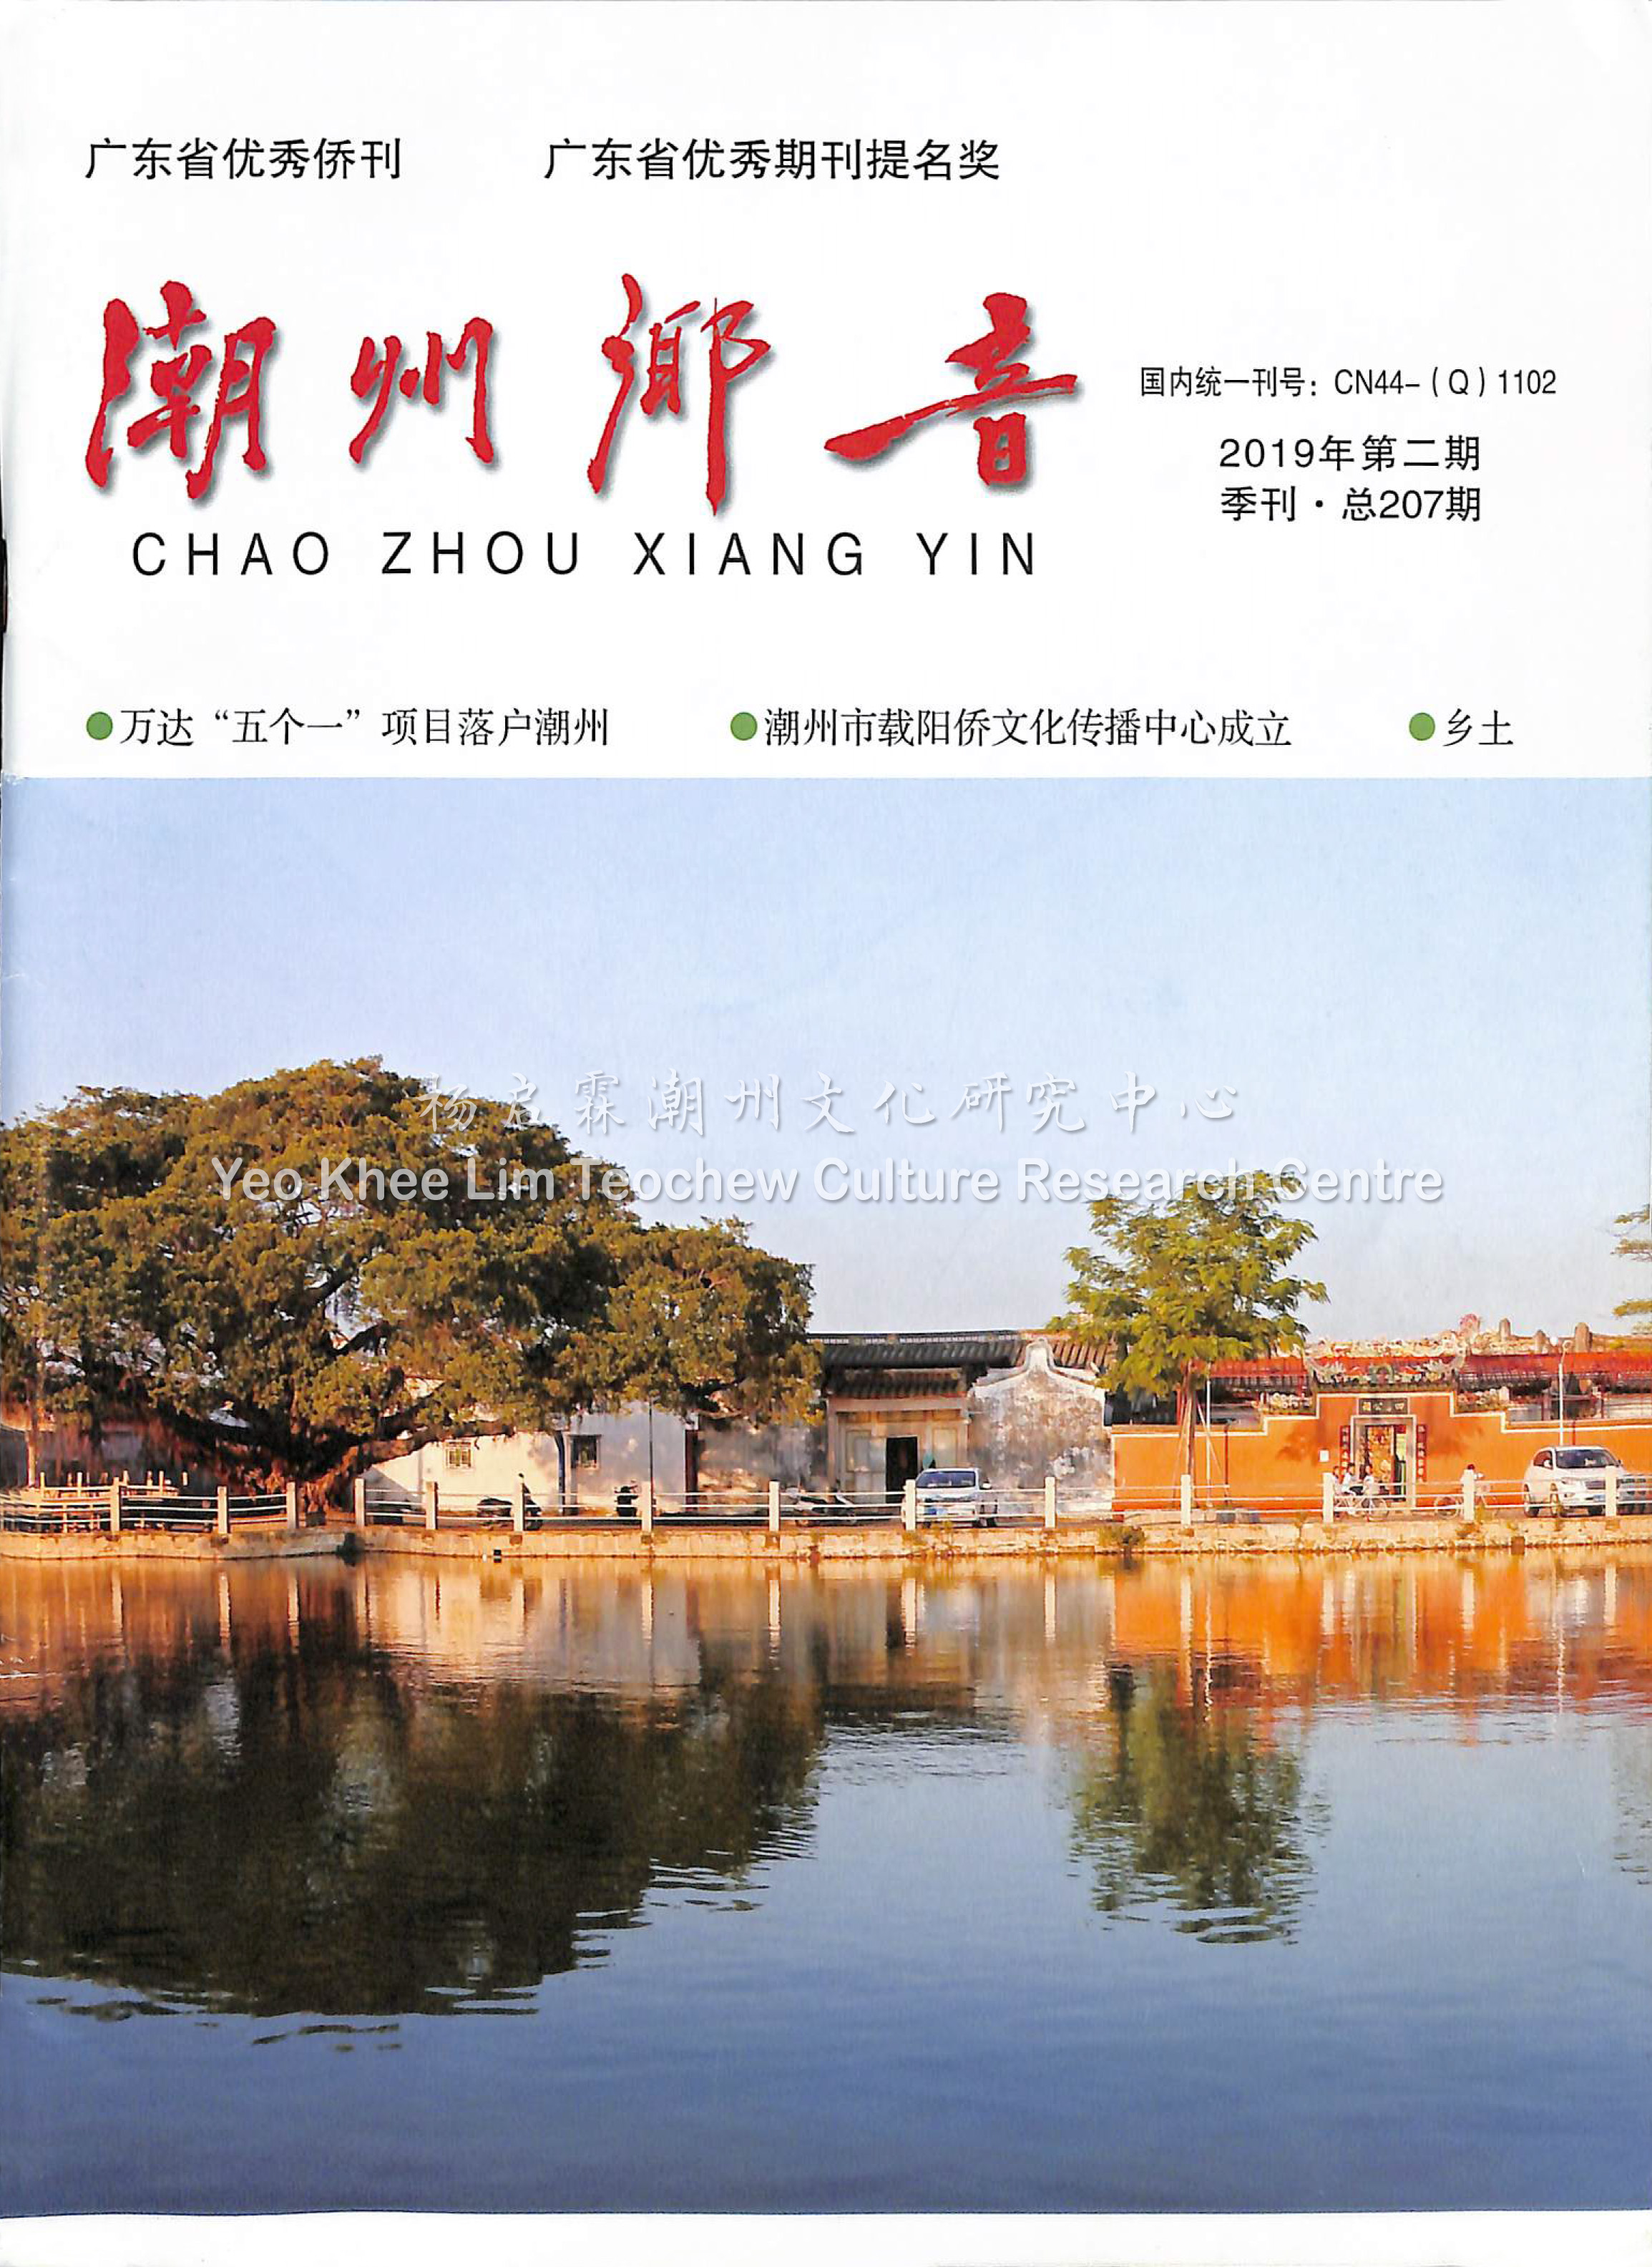 广东省优秀侨刊 广东省优秀期刊提名奖
潮州鄉音
国内统一刊号：CN44-（Q）1102
2019年第二期
季刊·总207期
CHAO ZHOU XIANG YIN
●万达“五个一”项目落户潮州 ●潮州市载阳侨文化传播中心成立 ●乡土
杨启霖潮州文化研究中心
Yeo Khee Lim Teochew Culture Research Centre